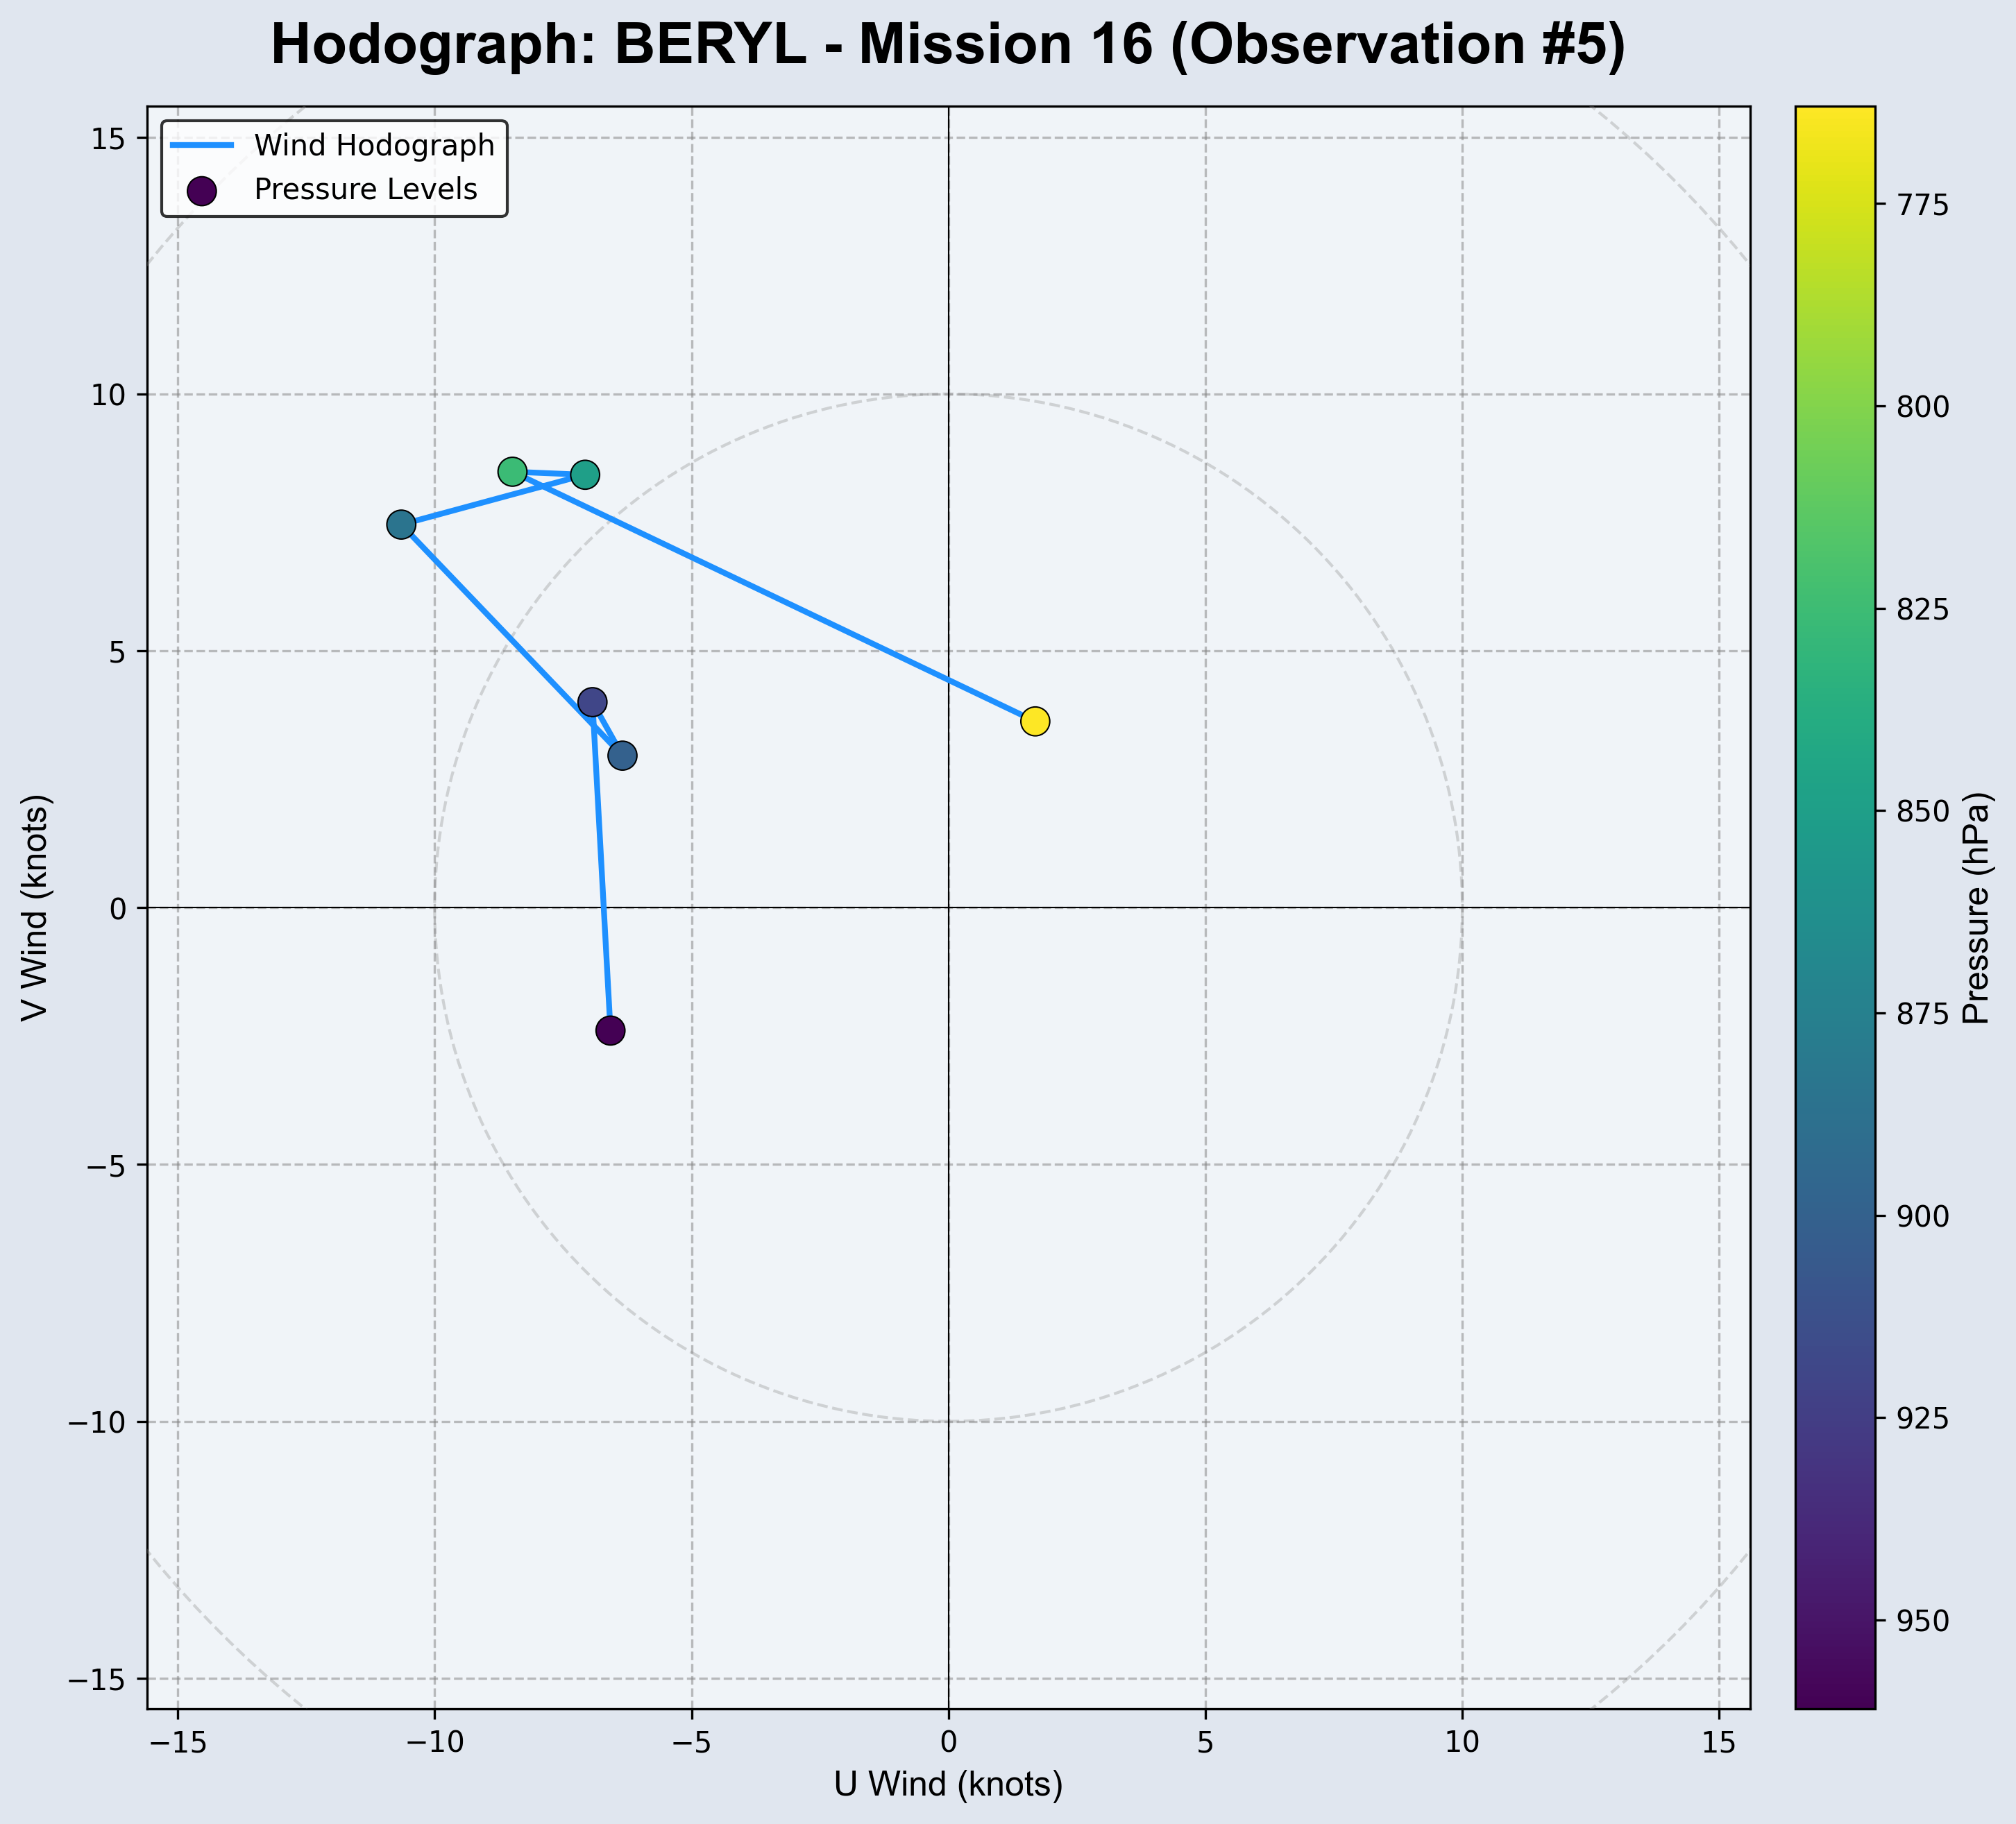 Hodograph: BERYL - Mission 16 (Observation #5)
Wind Hodograph
Pressure Levels
15
10
5
0
−5
−10
−15
V Wind (knots)
−15 −10 −5 0 5 10 15
U Wind (knots)
775
800
825
850
875
900
925
950
Pressure (hPa)